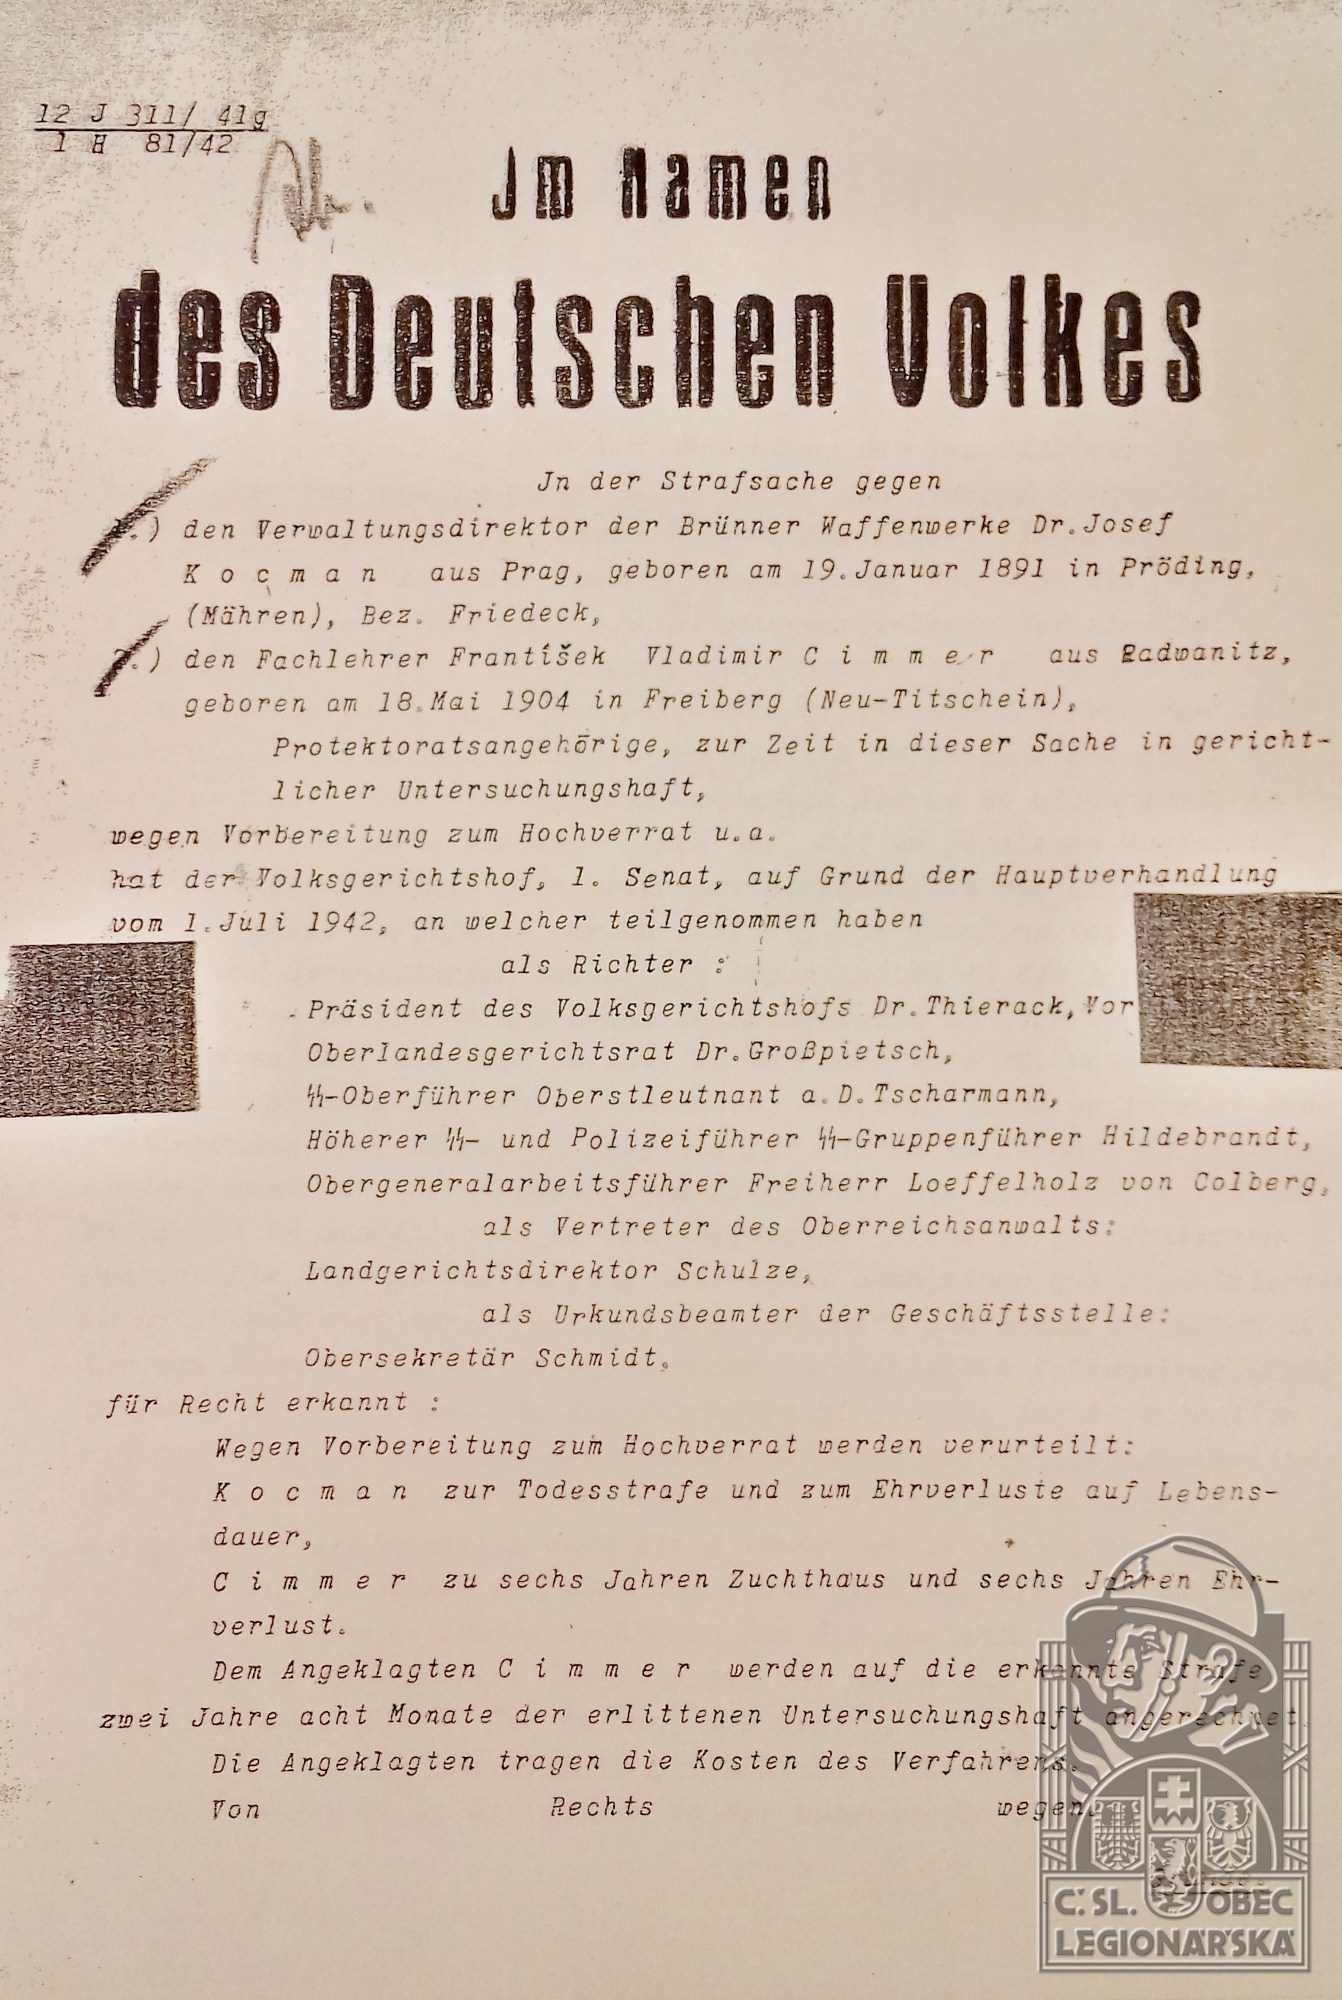 12 J 311/ 41g
1 H 81/42
Jm Namen
des Deutschen Volkes
Jn der Strafsache gegen
.) den Verwaltungsdirektor der Brünner Waffenwerke Dr.Josef
K o c m a n aus Prag, geboren am 19.Januar 1891 in Pröding,
(Mähren), Bez. Friedeck,
.) den Fachlehrer František Vladimir C i m m e r aus Radwanitz,
geboren am 18.Mai 1904 in Freiberg (Neu-Titschein),
Protektoratsangehörige, zur Zeit in dieser Sache in gericht-
licher Untersuchungshaft,
wegen Vorbereitung zum Hochverrat u.a.
hat der Volksgerichtshof, 1. Senat, auf Grund der Hauptverhandlung
vom 1.Juli 1942, an welcher teilgenommen haben
als Richter :
Präsident des Volksgerichtshofs Dr.Thierack, Vor
Oberlandesgerichtsrat Dr.Großpietsch,
ᛋᛋ-Oberführer Oberstleutnant a.D.Tscharmann,
Höherer ᛋᛋ- und Polizeiführer ᛋᛋ-Gruppenführer Hildebrandt,
Obergeneralarbeitsführer Freiherr Loeffelholz von Colberg,
als Vertreter des Oberreichsanwalts:
Landgerichtsdirektor Schulze,
als Urkundsbeamter der Geschäftsstelle:
Obersekretär Schmidt,
für Recht erkannt :
Wegen Vorbereitung zum Hochverrat werden verurteilt:
K o c m a n zur Todesstrafe und zum Ehrverluste auf Lebens-
dauer,
C i m m e r zu sechs Jahren Zuchthaus und sechs Jahren Ehr-
verlust.
Dem Angeklagten C i m m e r werden auf die erkannte Strafe
zwei Jahre acht Monate der erlittenen Untersuchungshaft angerechnet.
Die Angeklagten tragen die Kosten des Verfahrens.
Von Rechts wegen.
Č. SL. OBEC
LEGIONÁŘSKÁ